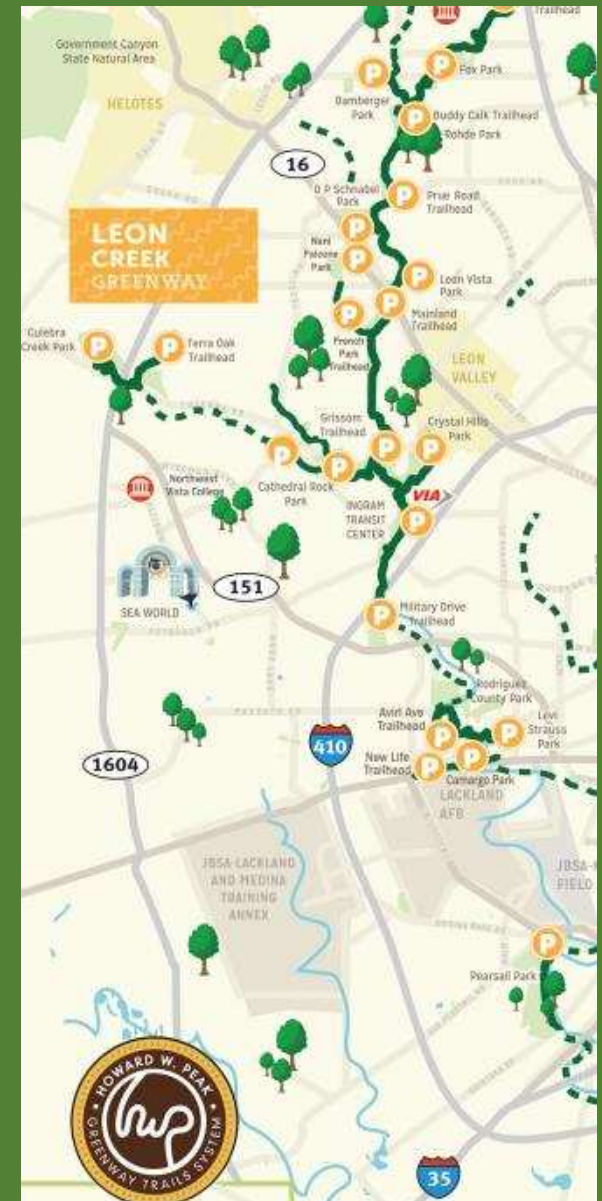 Trailhead
Government Canyon
State Natural Area
Fox Park
HELOTES
Bamberger
Park
Buddy Calk Trailhead
Rohde Park
16
O P Schnabel
Park
Prue Road
Trailhead
LEON
CREEK
GREENWAY
Nani
Falcone
Park
Leon Vista
Park
Mainland
Trailhead
Culebra
Creek Park
Terra Oak
Trailhead
French
Park
Trailhead
LEON
VALLEY
Grissom
Trailhead
Crystal Hills
Park
Northwest
Vista College
Cathedral Rock
Park
VIA
INGRAM
TRANSIT
CENTER
151
SEA WORLD
Military Drive
Trailhead
Rodriguez
County Park
Levi
Strauss
Park
410
New Life
Trailhead
Camargo Park
1604
LACKLAND
AFB
JBSA-LACKLAND
AND MEDINA
TRAINING
ANNEX
FIELD
Pearsall Park
HOWARD W. PEAK
hwp
GREENWAY TRAILS SYSTEM
35